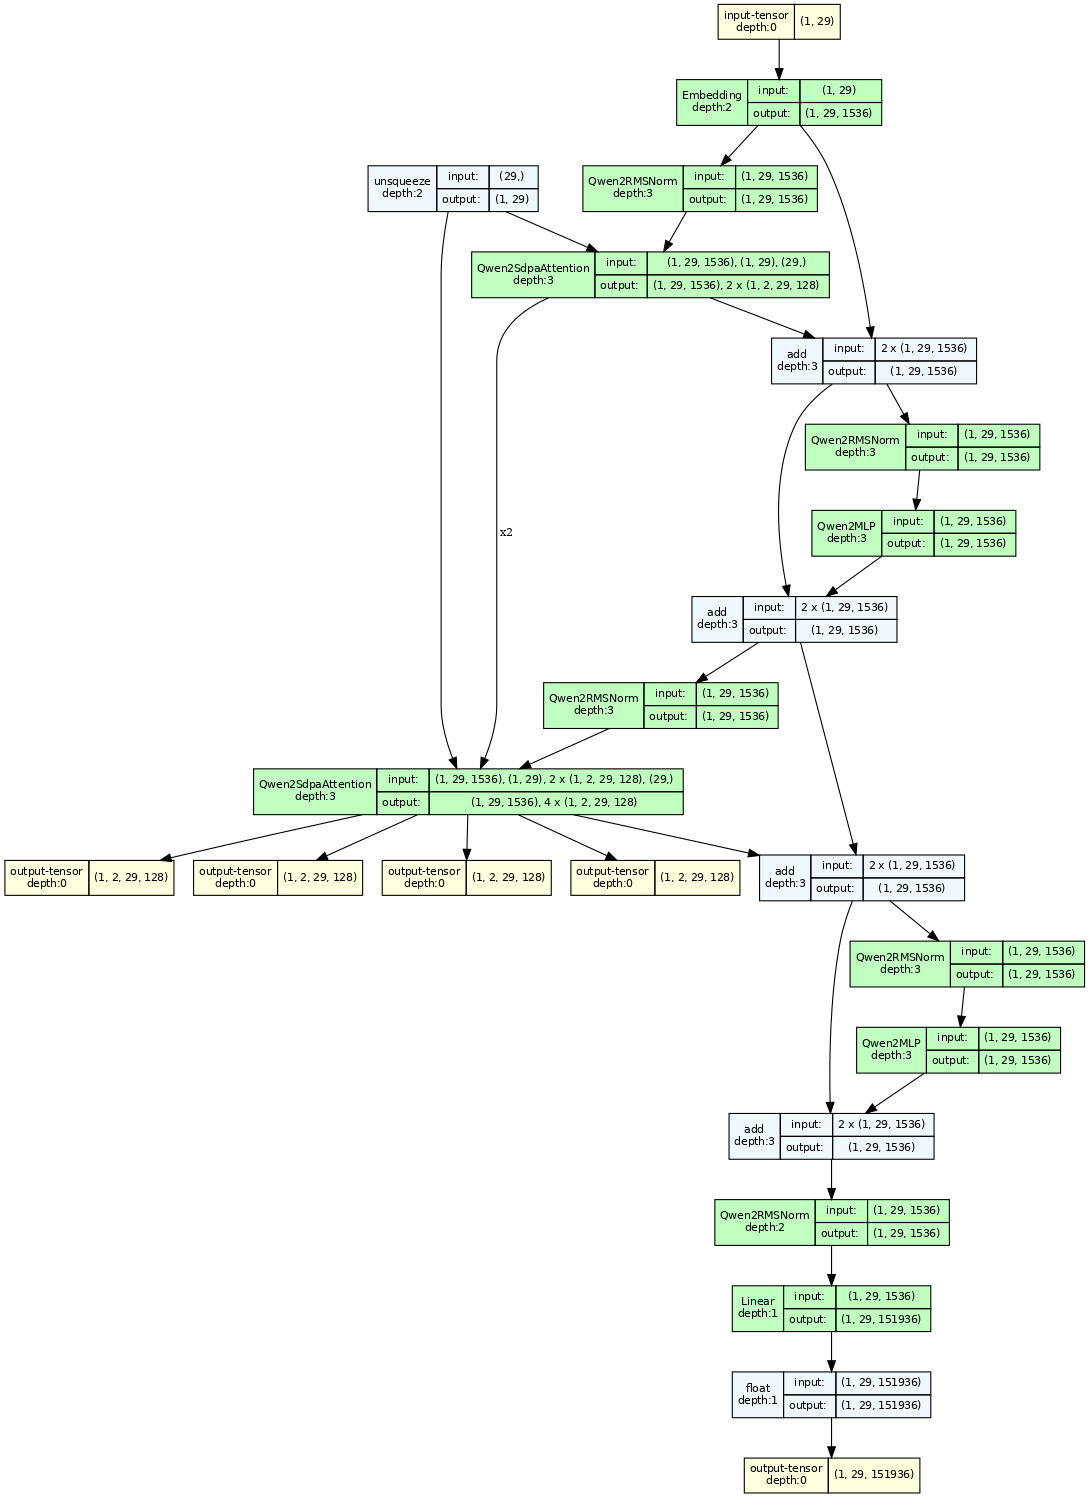 input-tensor
depth:0
(1, 29)
Embedding
depth:2
input:
(1, 29)
output:
(1, 29, 1536)
unsqueeze
depth:2
input:
(29,)
output:
(1, 29)
Qwen2RMSNorm
depth:3
input:
(1, 29, 1536)
output:
(1, 29, 1536)
Qwen2SdpaAttention
depth:3
input:
(1, 29, 1536), (1, 29), (29,)
output:
(1, 29, 1536), 2 x (1, 2, 29, 128)
add
depth:3
input:
2 x (1, 29, 1536)
output:
(1, 29, 1536)
Qwen2RMSNorm
depth:3
input:
(1, 29, 1536)
output:
(1, 29, 1536)
x2
Qwen2MLP
depth:3
input:
(1, 29, 1536)
output:
(1, 29, 1536)
add
depth:3
input:
2 x (1, 29, 1536)
output:
(1, 29, 1536)
Qwen2RMSNorm
depth:3
input:
(1, 29, 1536)
output:
(1, 29, 1536)
Qwen2SdpaAttention
depth:3
input:
(1, 29, 1536), (1, 29), 2 x (1, 2, 29, 128), (29,)
output:
(1, 29, 1536), 4 x (1, 2, 29, 128)
output-tensor
depth:0
(1, 2, 29, 128)
output-tensor
depth:0
(1, 2, 29, 128)
output-tensor
depth:0
(1, 2, 29, 128)
output-tensor
depth:0
(1, 2, 29, 128)
add
depth:3
input:
2 x (1, 29, 1536)
output:
(1, 29, 1536)
Qwen2RMSNorm
depth:3
input:
(1, 29, 1536)
output:
(1, 29, 1536)
Qwen2MLP
depth:3
input:
(1, 29, 1536)
output:
(1, 29, 1536)
add
depth:3
input:
2 x (1, 29, 1536)
output:
(1, 29, 1536)
Qwen2RMSNorm
depth:2
input:
(1, 29, 1536)
output:
(1, 29, 1536)
Linear
depth:1
input:
(1, 29, 1536)
output:
(1, 29, 151936)
float
depth:1
input:
(1, 29, 151936)
output:
(1, 29, 151936)
output-tensor
depth:0
(1, 29, 151936)